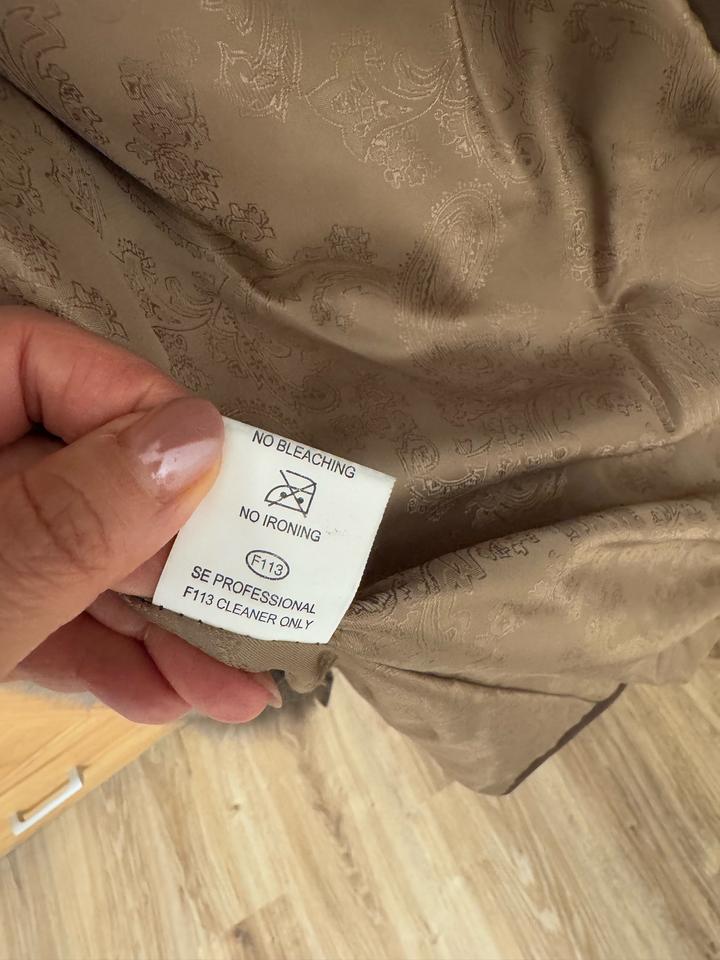 NO BLEACHING
NO IRONING
F113
SE PROFESSIONAL
F113 CLEANER ONLY